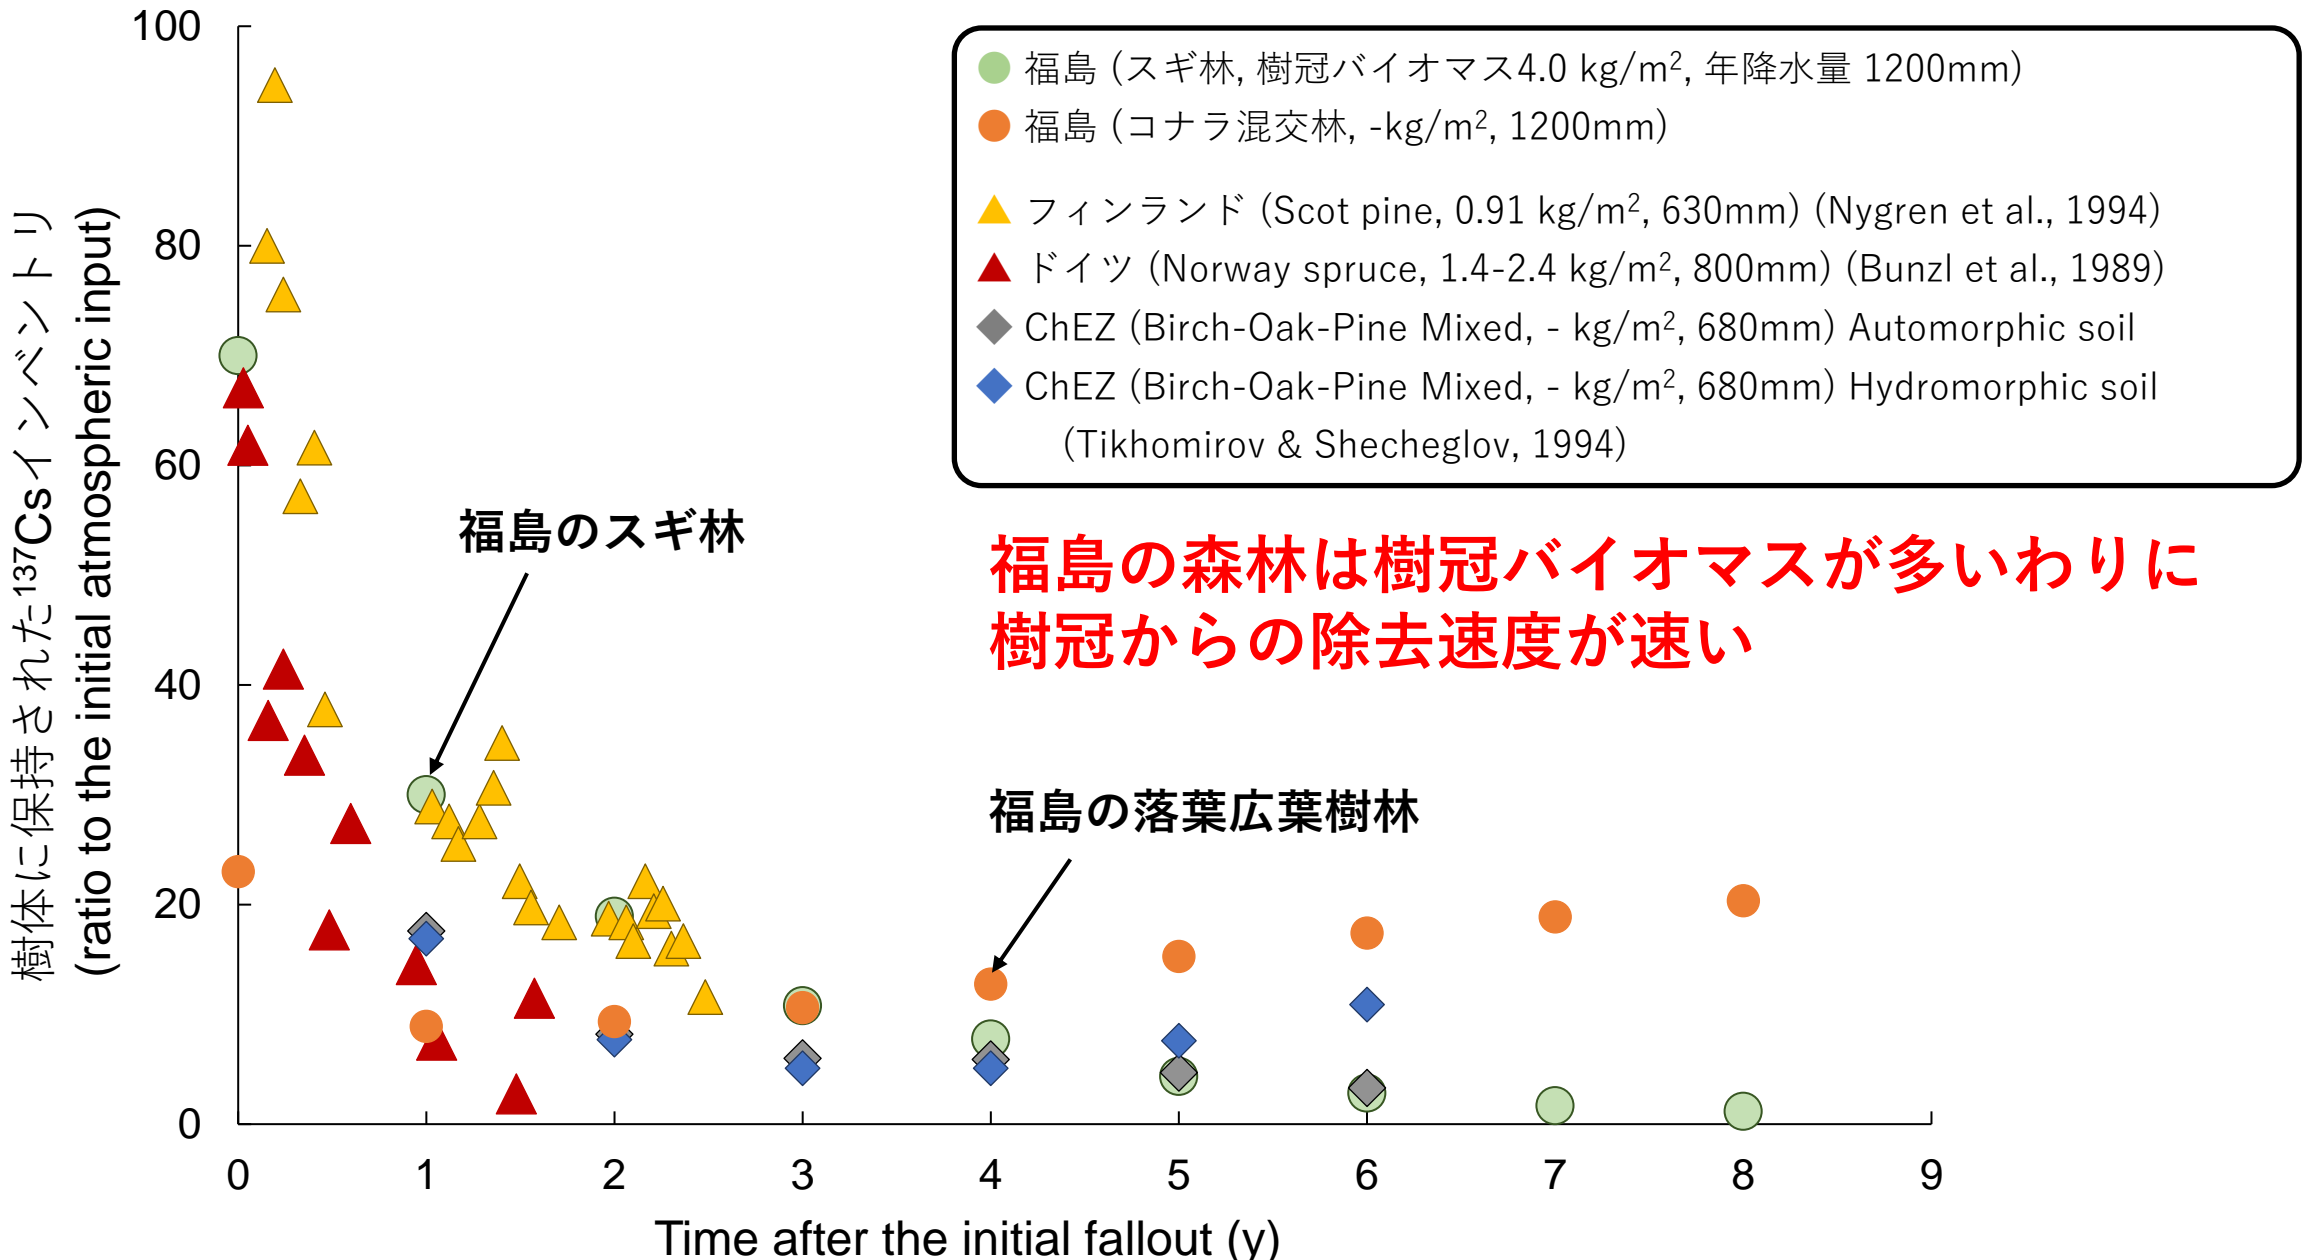 樹体に保持された¹³⁷Csインベントリ
(ratio to the initial atmospheric input)
100
80
60
40
20
0
福島 (スギ林, 樹冠バイオマス4.0 kg/m², 年降水量 1200mm)
福島 (コナラ混交林, -kg/m², 1200mm)
フィンランド (Scot pine, 0.91 kg/m², 630mm) (Nygren et al., 1994)
ドイツ (Norway spruce, 1.4-2.4 kg/m², 800mm) (Bunzl et al., 1989)
ChEZ (Birch-Oak-Pine Mixed, - kg/m², 680mm) Automorphic soil
ChEZ (Birch-Oak-Pine Mixed, - kg/m², 680mm) Hydromorphic soil
(Tikhomirov & Shecheglov, 1994)
福島のスギ林
福島の森林は樹冠バイオマスが多いわりに
樹冠からの除去速度が速い
福島の落葉広葉樹林
0 1 2 3 4 5 6 7 8 9
Time after the initial fallout (y)